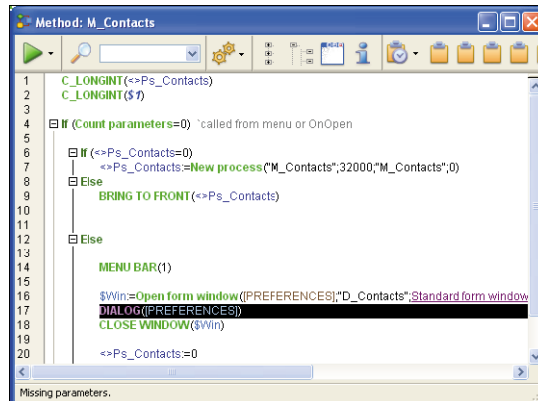 Method: M_Contacts
1 C_LONGINT(<>Ps_Contacts)
2 C_LONGINT($1)
3
4 If (Count parameters=0) `called from menu or OnOpen
5
6 If (<>Ps_Contacts=0)
7 <>Ps_Contacts:=New process("M_Contacts";32000;"M_Contacts";0)
8 Else
9 BRING TO FRONT(<>Ps_Contacts)
10
11
12 Else
13
14 MENU BAR(1)
15
16 $Win:=Open form window([PREFERENCES];"D_Contacts";Standard form window
17 DIALOG([PREFERENCES])
18 CLOSE WINDOW($Win)
19
20 <>Ps_Contacts:=0
Missing parameters.